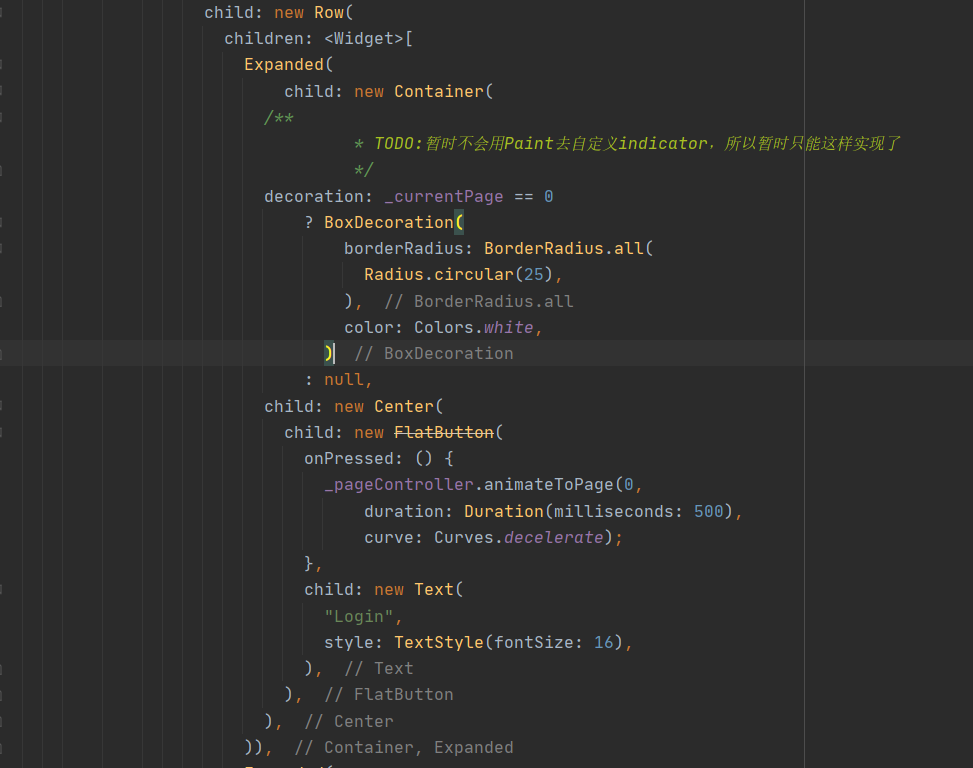 child: new Row(
children: <Widget>[
Expanded(
child: new Container(
/**
* TODO:暂时不会用Paint去自定义indicator，所以暂时只能这样实现了
*/
decoration: _currentPage == 0
? BoxDecoration(
borderRadius: BorderRadius.all(
Radius.circular(25),
), // BorderRadius.all
color: Colors.white,
) // BoxDecoration
: null,
child: new Center(
child: new FlatButton(
onPressed: () {
_pageController.animateToPage(0,
duration: Duration(milliseconds: 500),
curve: Curves.decelerate);
},
child: new Text(
"Login",
style: TextStyle(fontSize: 16),
), // Text
), // FlatButton
), // Center
)), // Container, Expanded